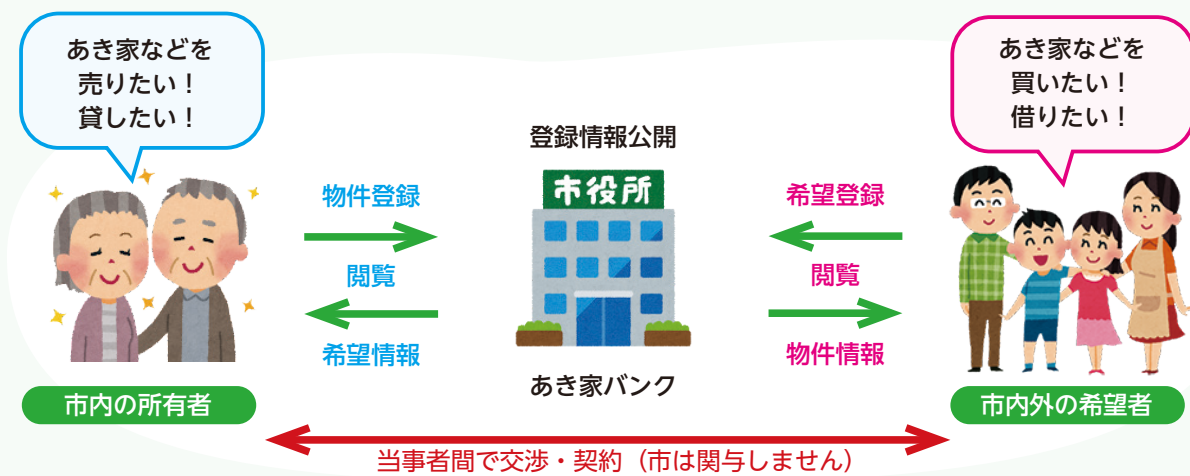 あき家などを
売りたい！
貸したい！
あき家などを
買いたい！
借りたい！
登録情報公開
市役所
物件登録
閲覧
希望情報
希望登録
閲覧
物件情報
あき家バンク
市内の所有者
市内外の希望者
当事者間で交渉・契約（市は関与しません）